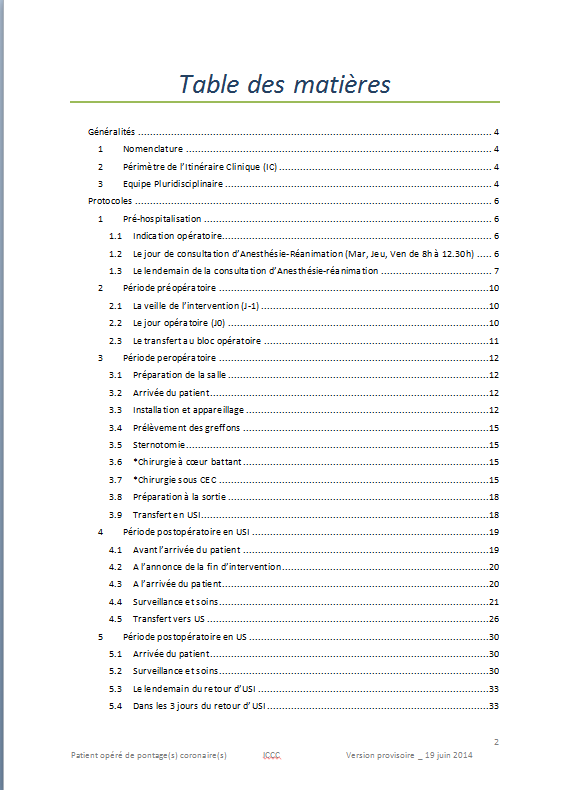 Table des matières
Généralités 4
1 Nomenclature 4
2 Périmètre de l'Itinéraire Clinique (IC) 4
3 Equipe Pluridisciplinaire 4
Protocoles 6
1 Pré-hospitalisation 6
1.1 Indication opératoire 6
1.2 Le jour de consultation d'Anesthésie-Réanimation (Mar, Jeu, Ven de 8h à 12.30h) 6
1.3 Le lendemain de la consultation d'Anesthésie-réanimation 7
2 Période préopératoire 10
2.1 La veille de l'intervention (J-1) 10
2.2 Le jour opératoire (J0) 10
2.3 Le transfert au bloc opératoire 11
3 Période peropératoire 12
3.1 Préparation de la salle 12
3.2 Arrivée du patient 12
3.3 Installation et appareillage 12
3.4 Prélèvement des greffons 15
3.5 Sternotomie 15
3.6 *Chirurgie à cœur battant 15
3.7 *Chirurgie sous CEC 15
3.8 Préparation à la sortie 18
3.9 Transfert en USI 18
4 Période postopératoire en USI 19
4.1 Avant l'arrivée du patient 19
4.2 A l'annonce de la fin d'intervention 20
4.3 A l'arrivée du patient 20
4.4 Surveillance et soins 21
4.5 Transfert vers US 26
5 Période postopératoire en US 30
5.1 Arrivée du patient 30
5.2 Surveillance et soins 30
5.3 Le lendemain du retour d'USI 33
5.4 Dans les 3 jours du retour d'USI 33
2
Patient opéré de pontage(s) coronaire(s) ICCC Version provisoire _ 19 juin 2014